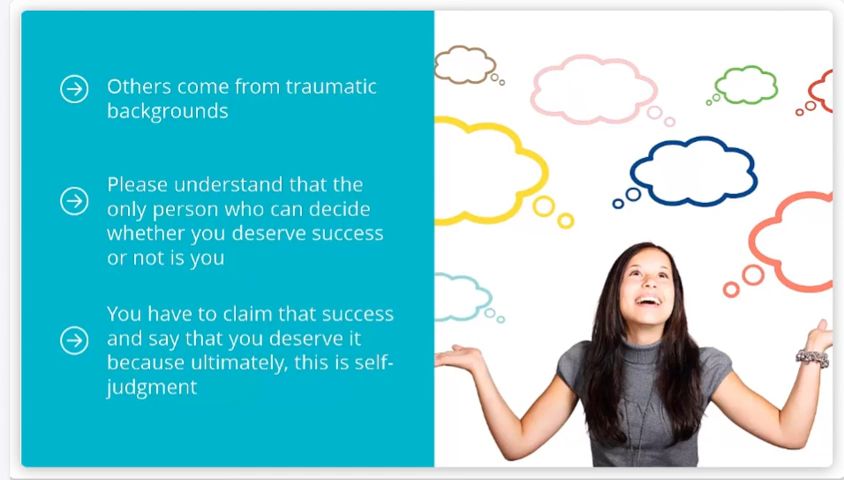 Others come from traumatic
backgrounds
Please understand that the
only person who can decide
whether you deserve success
or not is you
You have to claim that success
and say that you deserve it
because ultimately, this is self-
judgment